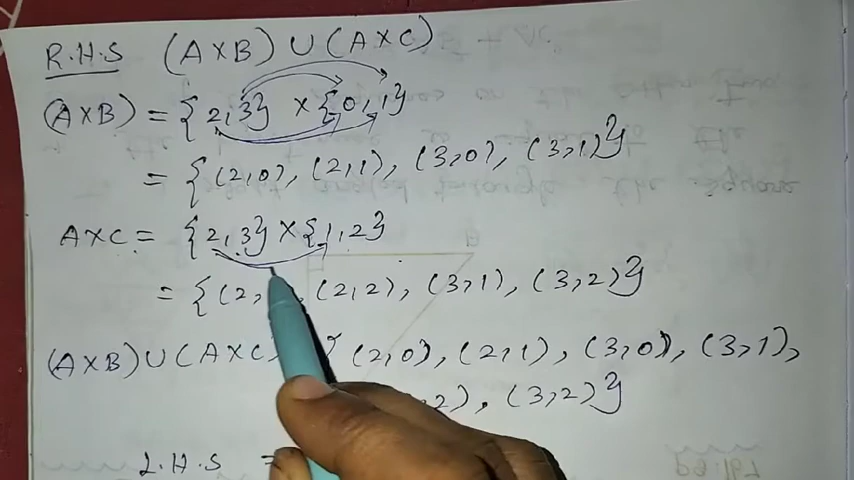 R.H.S (A×B) ∪ (A×C)
(A×B) = {2,3} × {0,1}
= {(2,0), (2,1), (3,0), (3,1)}
A×C = {2,3} × {1,2}
= {(2, , (2,2), (3,1), (3,2)}
(A×B) ∪ (A×C (2,0), (2,1), (3,0), (3,1),
2), (3,2)}
L.H.S =